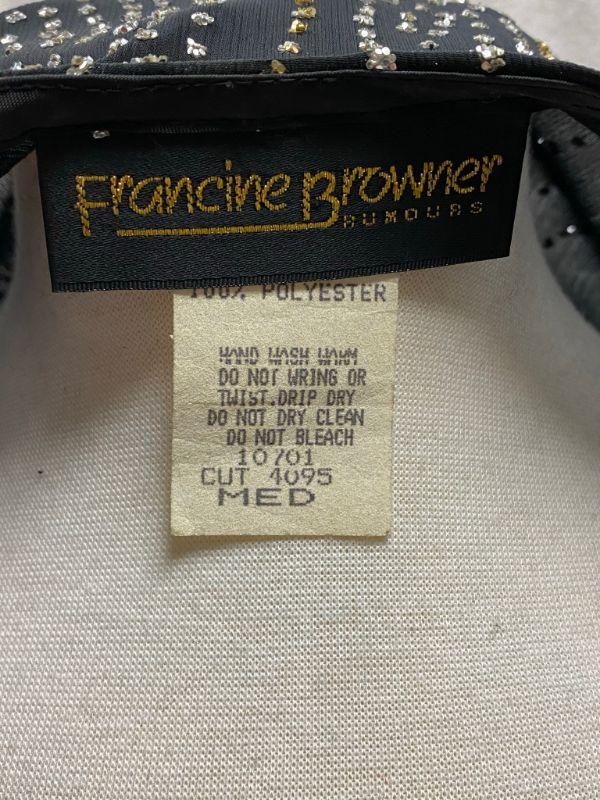 Francine Browner
RUMOURS
100% POLYESTER
HAND WASH WARM
DO NOT WRING OR
TWIST.DRIP DRY
DO NOT DRY CLEAN
DO NOT BLEACH
10701
CUT 4095
MED